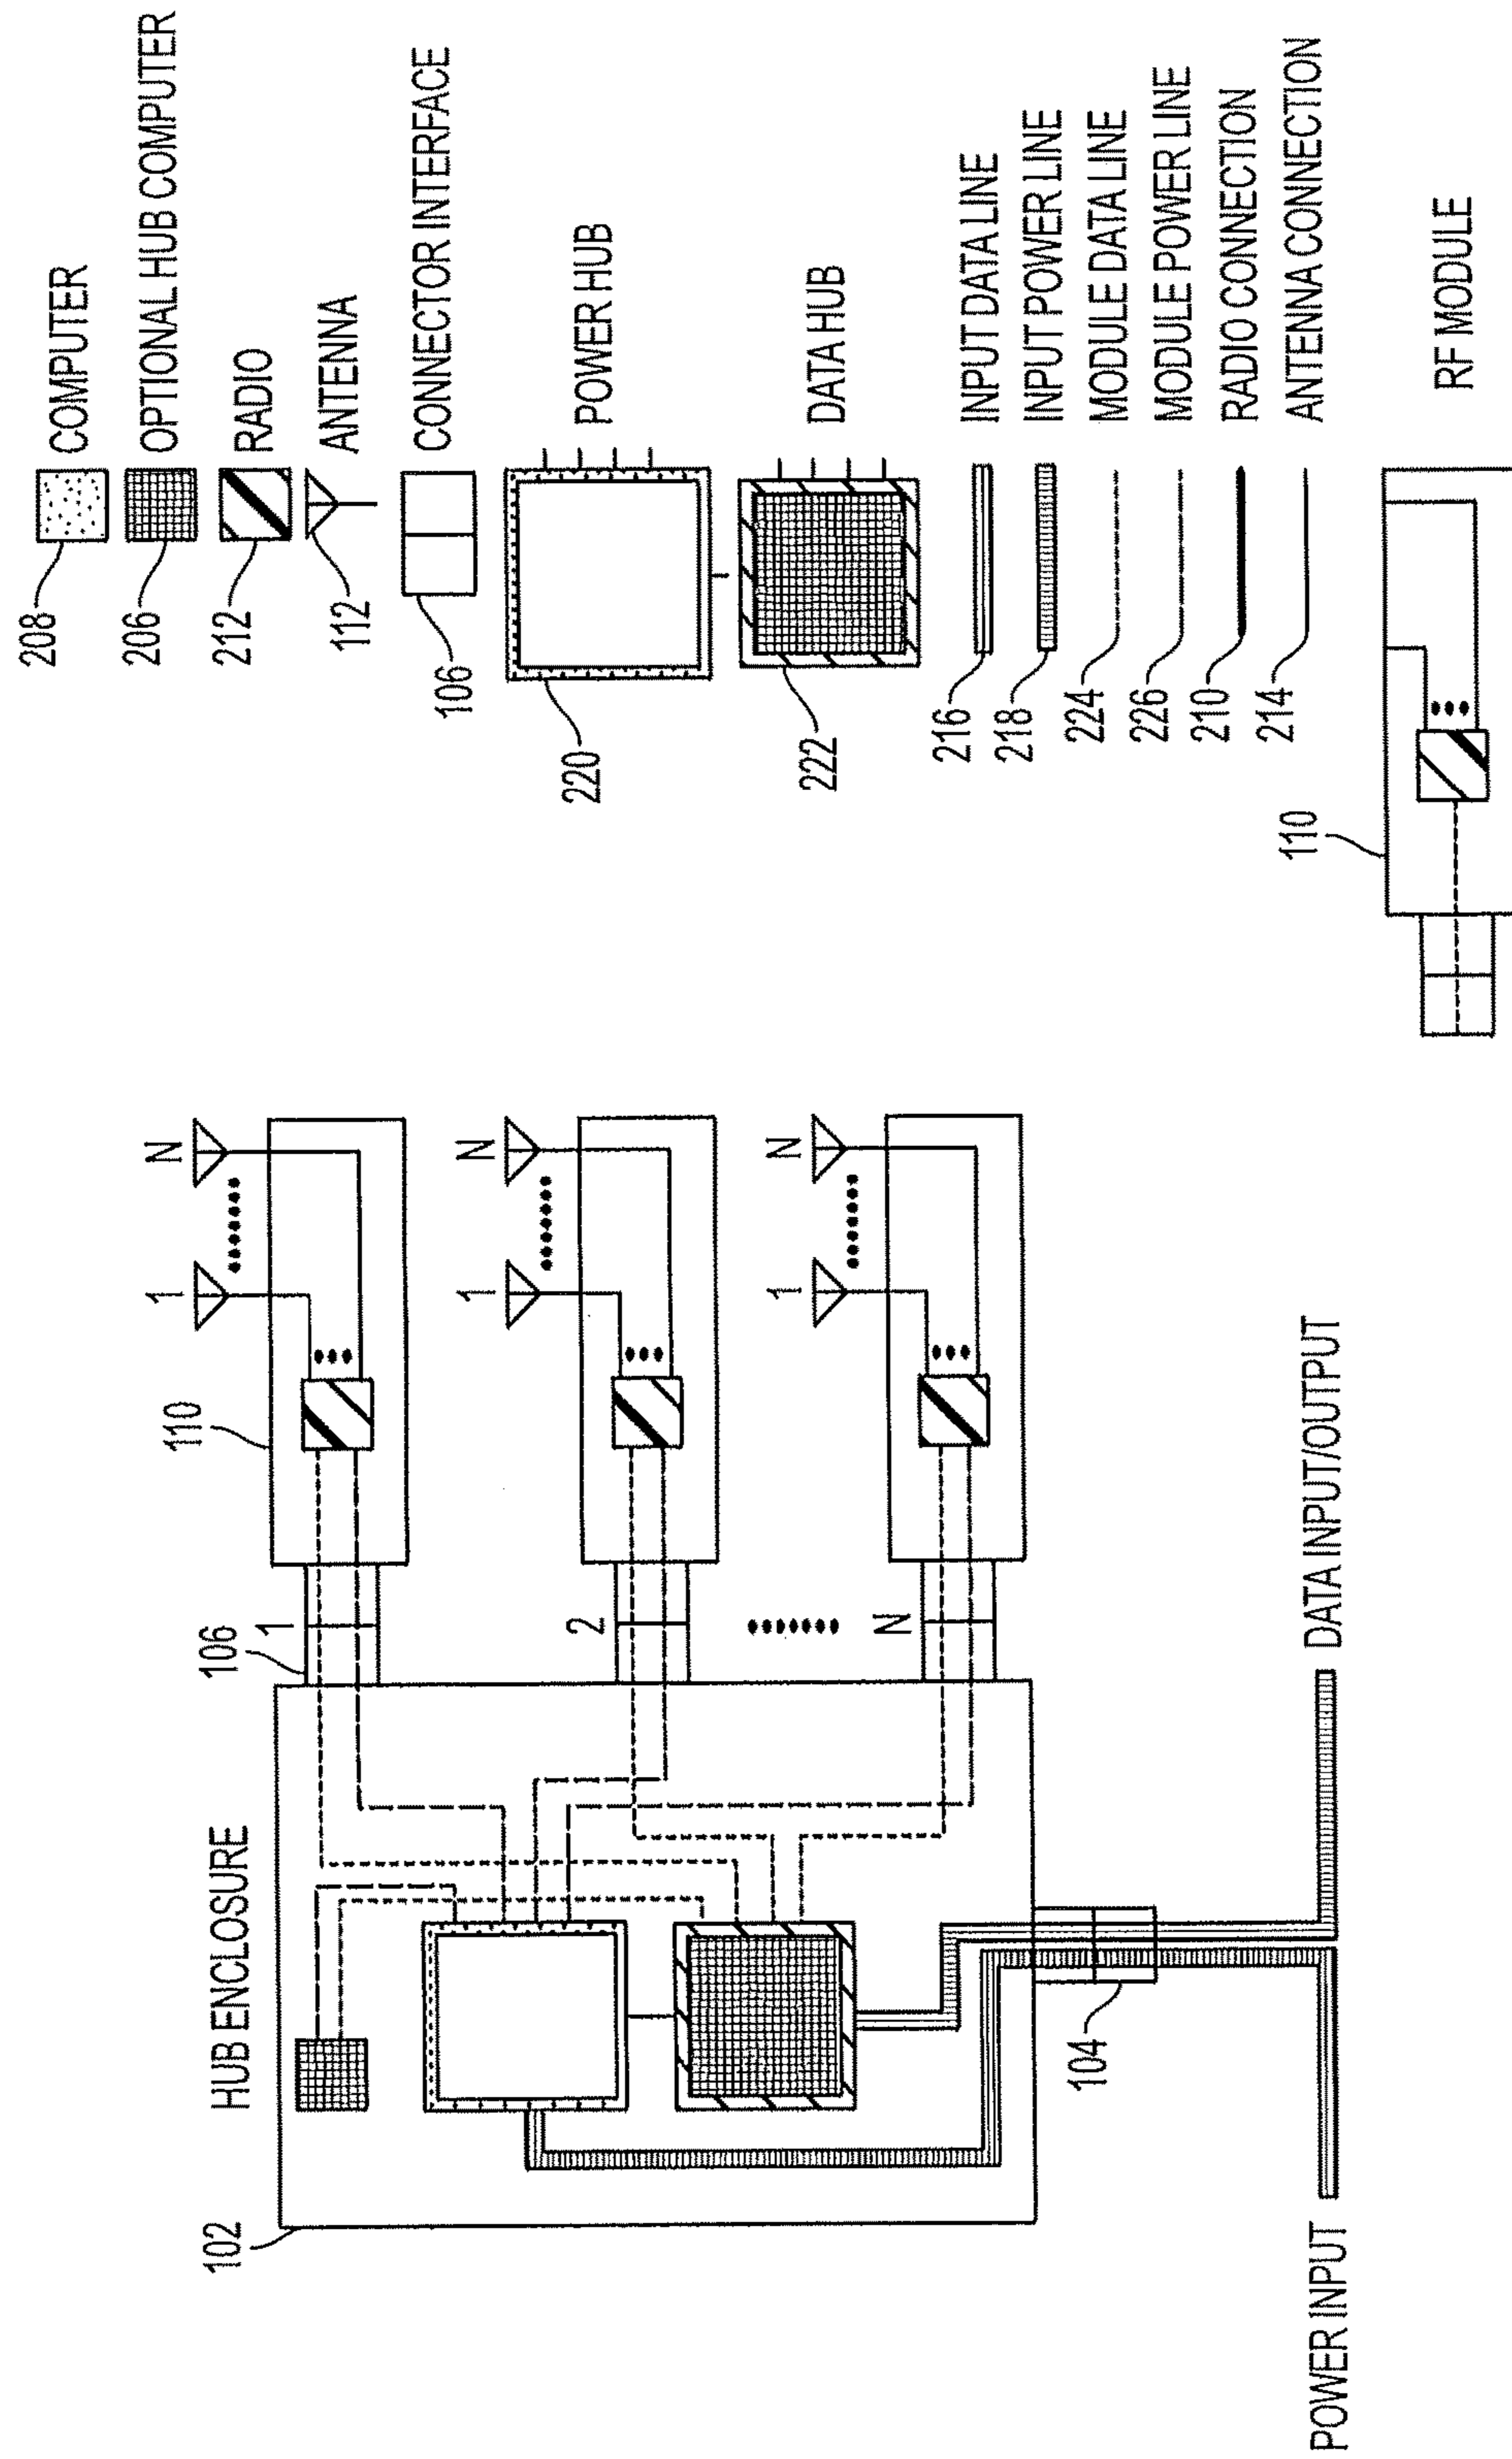 HUB ENCLOSURE
102
106
1
2
N
110
1
N
1
N
1
N
104
POWER INPUT
DATA INPUT/OUTPUT
208
COMPUTER
206
OPTIONAL HUB COMPUTER
212
RADIO
112
ANTENNA
106
CONNECTOR INTERFACE
220
POWER HUB
222
DATA HUB
216
INPUT DATA LINE
218
INPUT POWER LINE
224
MODULE DATA LINE
226
MODULE POWER LINE
210
RADIO CONNECTION
214
ANTENNA CONNECTION
110
RF MODULE